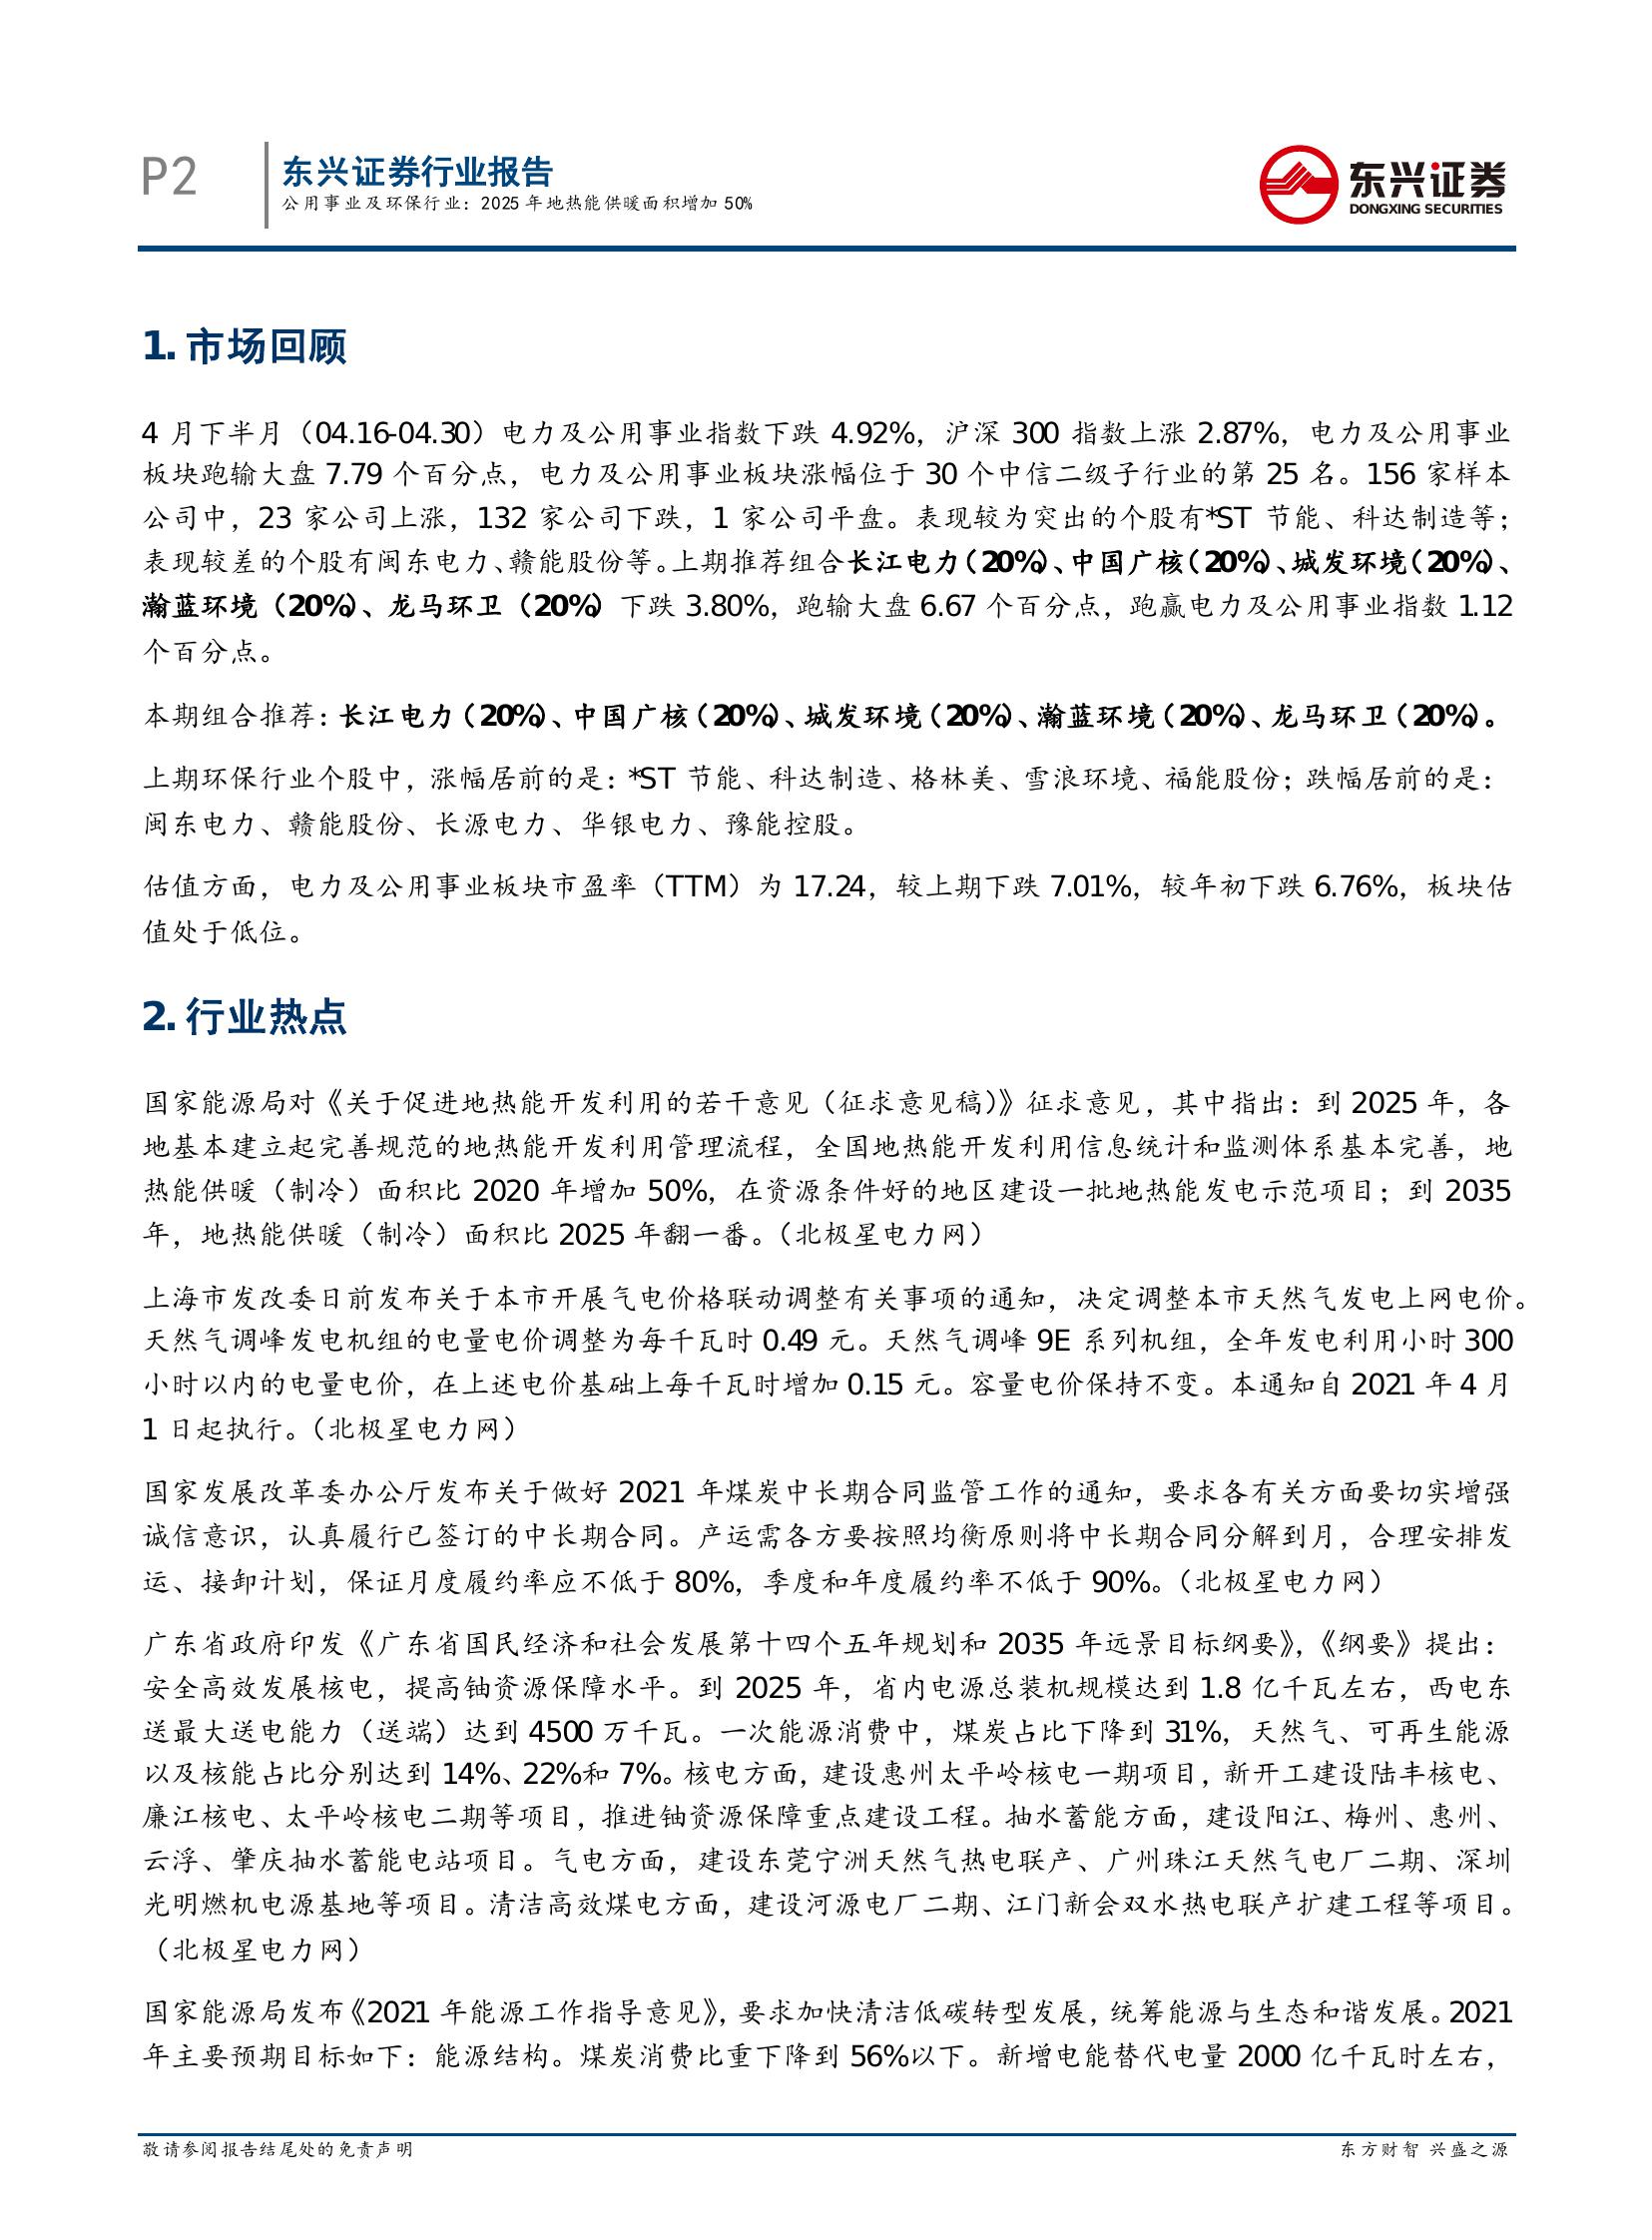 P2
东兴证券行业报告
公用事业及环保行业：2025 年地热能供暖面积增加 50%
东兴证券
DONGXING SECURITIES
1. 市场回顾
4 月下半月（04.16-04.30）电力及公用事业指数下跌 4.92%，沪深 300 指数上涨 2.87%，电力及公用事业
板块跑输大盘 7.79 个百分点，电力及公用事业板块涨幅位于 30 个中信二级子行业的第 25 名。156 家样本
公司中，23 家公司上涨，132 家公司下跌，1 家公司平盘。表现较为突出的个股有*ST 节能、科达制造等；
表现较差的个股有闽东电力、赣能股份等。上期推荐组合长江电力（20%）、中国广核（20%）、城发环境（20%）、
瀚蓝环境（20%）、龙马环卫（20%）下跌 3.80%，跑输大盘 6.67 个百分点，跑赢电力及公用事业指数 1.12
个百分点。
本期组合推荐：长江电力（20%）、中国广核（20%）、城发环境（20%）、瀚蓝环境（20%）、龙马环卫（20%）。
上期环保行业个股中，涨幅居前的是：*ST 节能、科达制造、格林美、雪浪环境、福能股份；跌幅居前的是：
闽东电力、赣能股份、长源电力、华银电力、豫能控股。
估值方面，电力及公用事业板块市盈率（TTM）为 17.24，较上期下跌 7.01%，较年初下跌 6.76%，板块估
值处于低位。
2. 行业热点
国家能源局对《关于促进地热能开发利用的若干意见（征求意见稿）》征求意见，其中指出：到 2025 年，各
地基本建立起完善规范的地热能开发利用管理流程，全国地热能开发利用信息统计和监测体系基本完善，地
热能供暖（制冷）面积比 2020 年增加 50%，在资源条件好的地区建设一批地热能发电示范项目；到 2035
年，地热能供暖（制冷）面积比 2025 年翻一番。（北极星电力网）
上海市发改委日前发布关于本市开展气电价格联动调整有关事项的通知，决定调整本市天然气发电上网电价。
天然气调峰发电机组的电量电价调整为每千瓦时 0.49 元。天然气调峰 9E 系列机组，全年发电利用小时 300
小时以内的电量电价，在上述电价基础上每千瓦时增加 0.15 元。容量电价保持不变。本通知自 2021 年 4 月
1 日起执行。（北极星电力网）
国家发展改革委办公厅发布关于做好 2021 年煤炭中长期合同监管工作的通知，要求各有关方面要切实增强
诚信意识，认真履行已签订的中长期合同。产运需各方要按照均衡原则将中长期合同分解到月，合理安排发
运、接卸计划，保证月度履约率应不低于 80%，季度和年度履约率不低于 90%。（北极星电力网）
广东省政府印发《广东省国民经济和社会发展第十四个五年规划和 2035 年远景目标纲要》，《纲要》提出：
安全高效发展核电，提高铀资源保障水平。到 2025 年，省内电源总装机规模达到 1.8 亿千瓦左右，西电东
送最大送电能力（送端）达到 4500 万千瓦。一次能源消费中，煤炭占比下降到 31%，天然气、可再生能源
以及核能占比分别达到 14%、22%和 7%。核电方面，建设惠州太平岭核电一期项目，新开工建设陆丰核电、
廉江核电、太平岭核电二期等项目，推进铀资源保障重点建设工程。抽水蓄能方面，建设阳江、梅州、惠州、
云浮、肇庆抽水蓄能电站项目。气电方面，建设东莞宁洲天然气热电联产、广州珠江天然气电厂二期、深圳
光明燃机电源基地等项目。清洁高效煤电方面，建设河源电厂二期、江门新会双水热电联产扩建工程等项目。
（北极星电力网）
国家能源局发布《2021 年能源工作指导意见》，要求加快清洁低碳转型发展，统筹能源与生态和谐发展。2021
年主要预期目标如下：能源结构。煤炭消费比重下降到 56%以下。新增电能替代电量 2000 亿千瓦时左右，
敬请参阅报告结尾处的免责声明
东方财智 兴盛之源